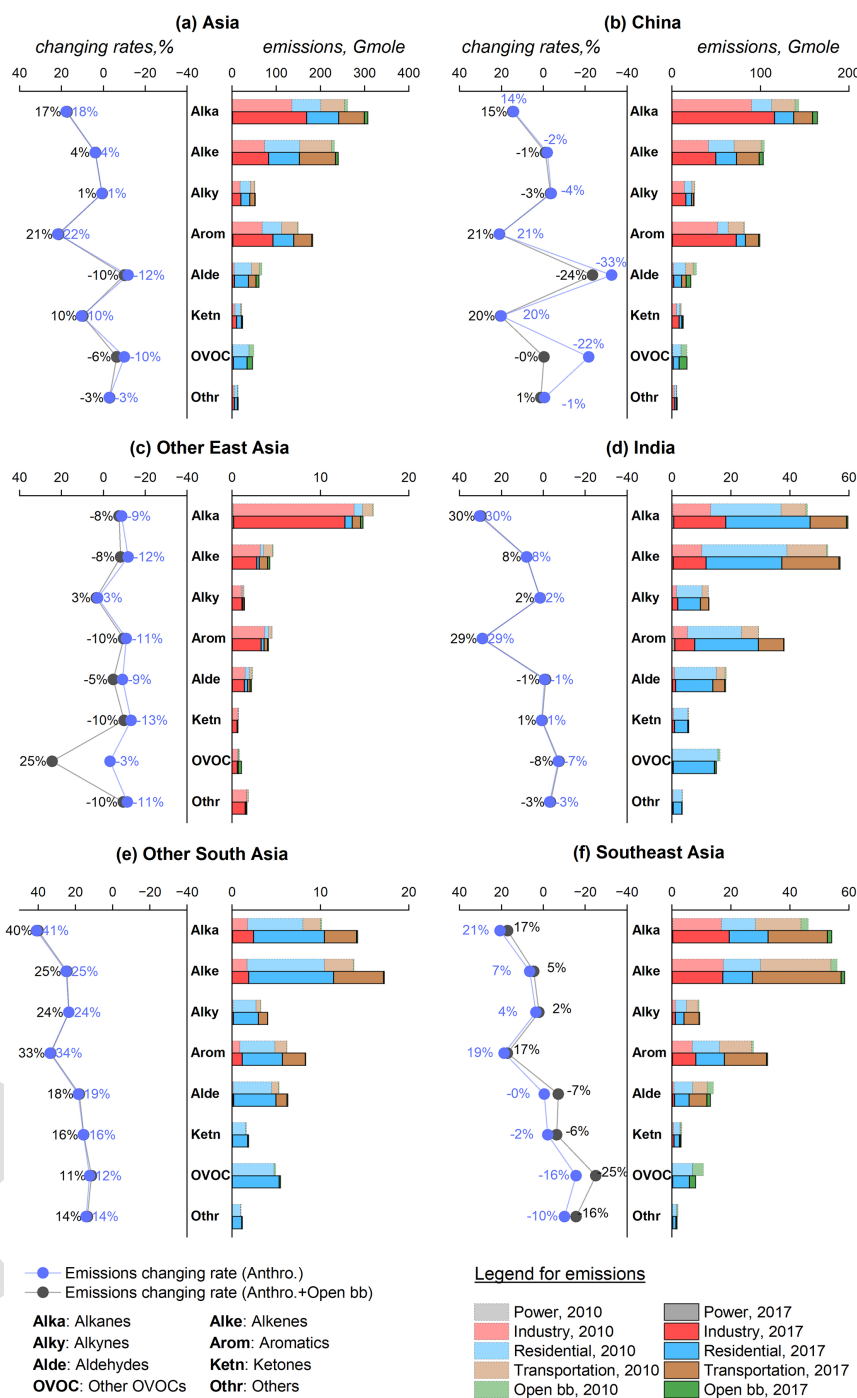 (a) Asia
changing rates,%
emissions, Gmole
40 20 0 -20 -40
0 100 200 300 400
17% 18% Alka
4% 4% Alke
1% 1% Alky
21% 22% Arom
-10% -12% Alde
10% 10% Ketn
-6% -10% OVOC
-3% -3% Othr
(b) China
changing rates,%
emissions, Gmole
40 20 0 -20 -40
0 100 200
15% 14% Alka
-1% -2% Alke
-3% -4% Alky
21% 21% Arom
-24% -33% Alde
20% 20% Ketn
-0% -22% OVOC
1% -1% Othr
(c) Other East Asia
40 20 0 -20 -40
0 10 20
-8% -9% Alka
-8% -12% Alke
3% 3% Alky
-10% -11% Arom
-5% -9% Alde
-10% -13% Ketn
25% -3% OVOC
-10% -11% Othr
(d) India
40 20 0 -20 -40
0 20 40 60
30% 30% Alka
8% 8% Alke
2% 2% Alky
29% 29% Arom
-1% -1% Alde
1% 1% Ketn
-8% -7% OVOC
-3% -3% Othr
(e) Other South Asia
40 20 0 -20 -40
0 10 20
40% 41% Alka
25% 25% Alke
24% 24% Alky
33% 34% Arom
18% 19% Alde
16% 16% Ketn
11% 12% OVOC
14% 14% Othr
(f) Southeast Asia
40 20 0 -20 -40
0 20 40 60
21% 17% Alka
7% 5% Alke
4% 2% Alky
19% 17% Arom
-0% -7% Alde
-2% -6% Ketn
-16% -25% OVOC
-10% -16% Othr
Emissions changing rate (Anthro.)
Emissions changing rate (Anthro.+Open bb)
Alka: Alkanes Alke: Alkenes
Alky: Alkynes Arom: Aromatics
Alde: Aldehydes Ketn: Ketones
OVOC: Other OVOCs Othr: Others
Legend for emissions
Power, 2010 Power, 2017
Industry, 2010 Industry, 2017
Residential, 2010 Residential, 2017
Transportation, 2010 Transportation, 2017
Open bb, 2010 Open bb, 2017